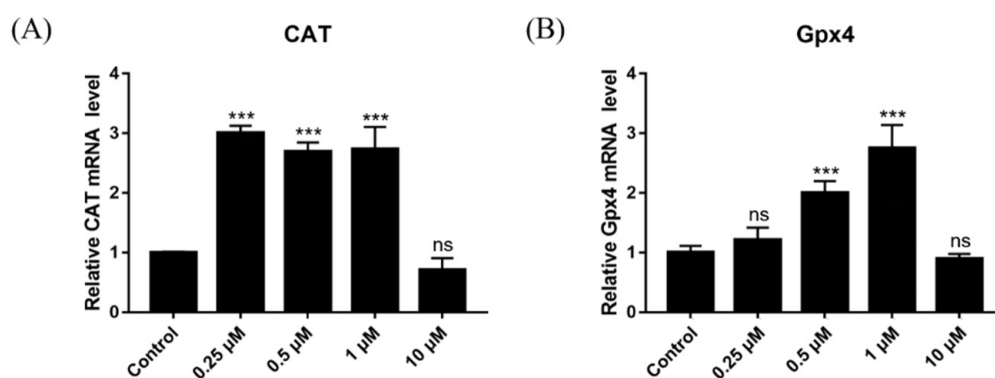 (A)
CAT
Relative CAT mRNA level
4
3
2
1
0
***
***
***
ns
Control
0.25 µM
0.5 µM
1 µM
10 µM
(B)
Gpx4
Relative Gpx4 mRNA level
4
3
2
1
0
ns
***
***
ns
Control
0.25 µM
0.5 µM
1 µM
10 µM